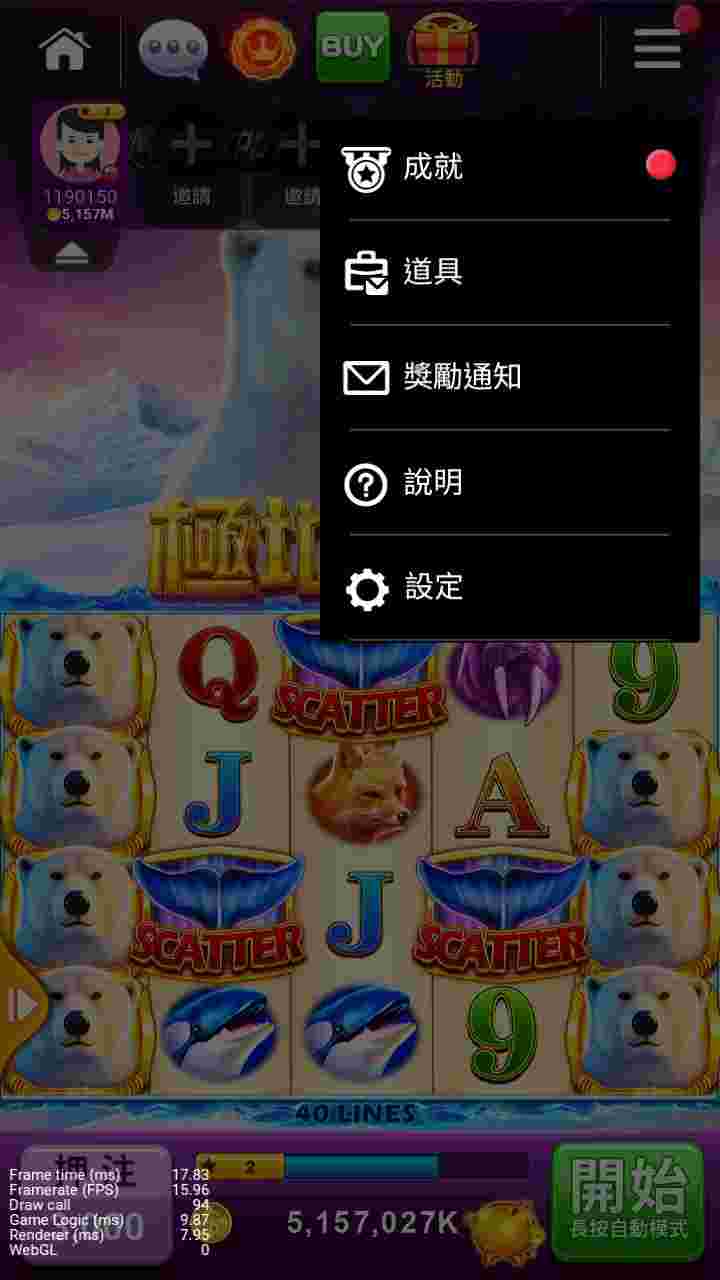 BUY
活動
2
1190150
5,157M
邀請
邀請
成就
道具
獎勵通知
說明
設定
極地
Q
SCATTER
9
J
A
SCATTER
J
SCATTER
9
40 LINES
押注
2
5,157,027K
開始
長按自動模式
Frame time (ms) 17.83
Framerate (FPS) 15.96
Draw call 94
Game Logic (ms) 9.87
Renderer (ms) 7.95
WebGL 0